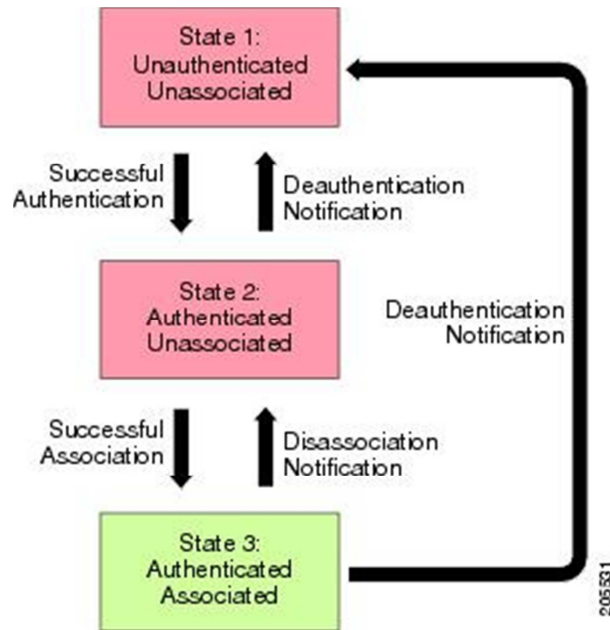 State 1:
Unauthenticated
Unassociated
Successful
Authentication
Deauthentication
Notification
State 2:
Authenticated
Unassociated
Deauthentication
Notification
Successful
Association
Disassociation
Notification
State 3:
Authenticated
Associated
205531